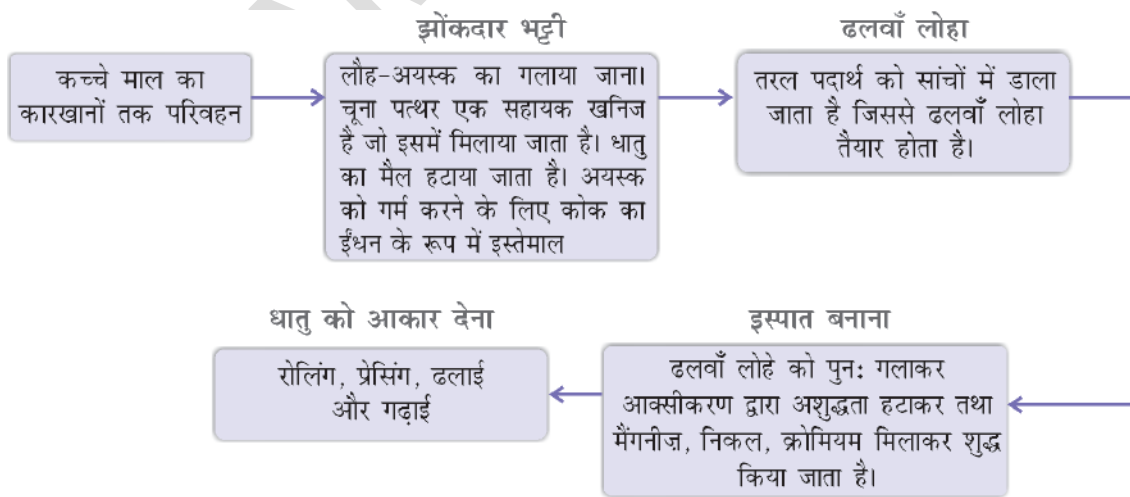 कच्चे माल का
कारखानों तक परिवहन
झोंकदार भट्टी
लौह-अयस्क का गलाया जाना।
चूना पत्थर एक सहायक खनिज
है जो इसमें मिलाया जाता है। धातु
का मैल हटाया जाता है। अयस्क
को गर्म करने के लिए कोक का
ईंधन के रूप में इस्तेमाल
ढलवाँ लोहा
तरल पदार्थ को सांचों में डाला
जाता है जिससे ढलवाँ लोहा
तैयार होता है।
इस्पात बनाना
ढलवाँ लोहे को पुन: गलाकर
आक्सीकरण द्वारा अशुद्धता हटाकर तथा
मैंगनीज़, निकल, क्रोमियम मिलाकर शुद्ध
किया जाता है।
धातु को आकार देना
रोलिंग, प्रेसिंग, ढलाई
और गढ़ाई